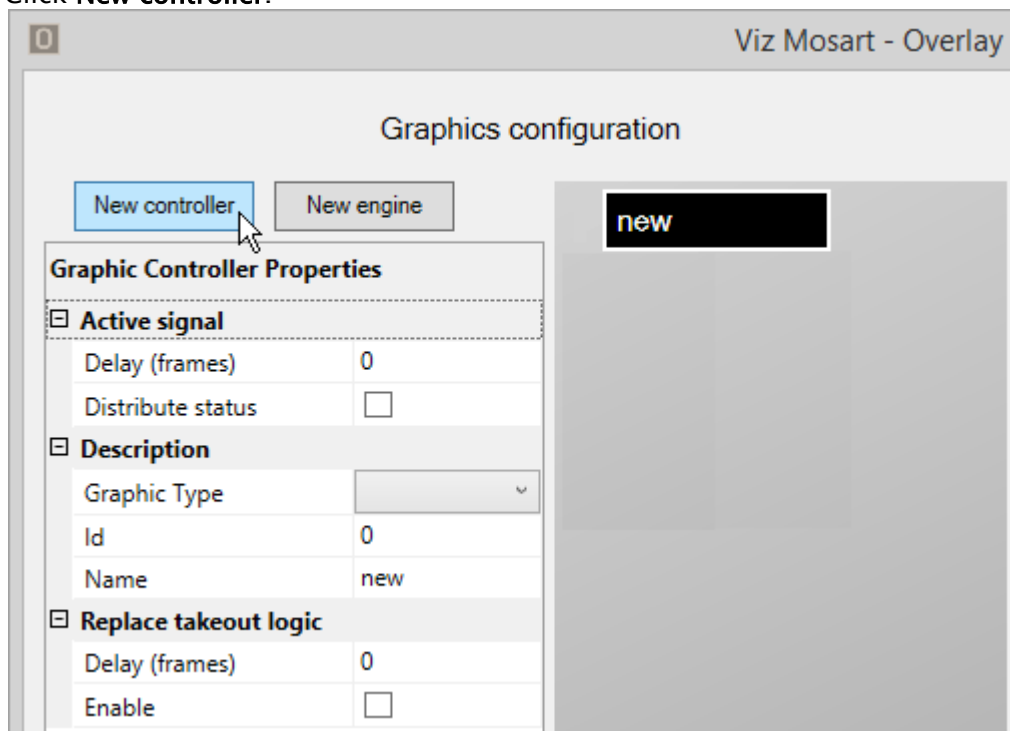 Click New controller.
0
Viz Mosart - Overlay
Graphics configuration
New controller
New engine
new
Graphic Controller Properties
Active signal
Delay (frames) 0
Distribute status
Description
Graphic Type
Id 0
Name new
Replace takeout logic
Delay (frames) 0
Enable